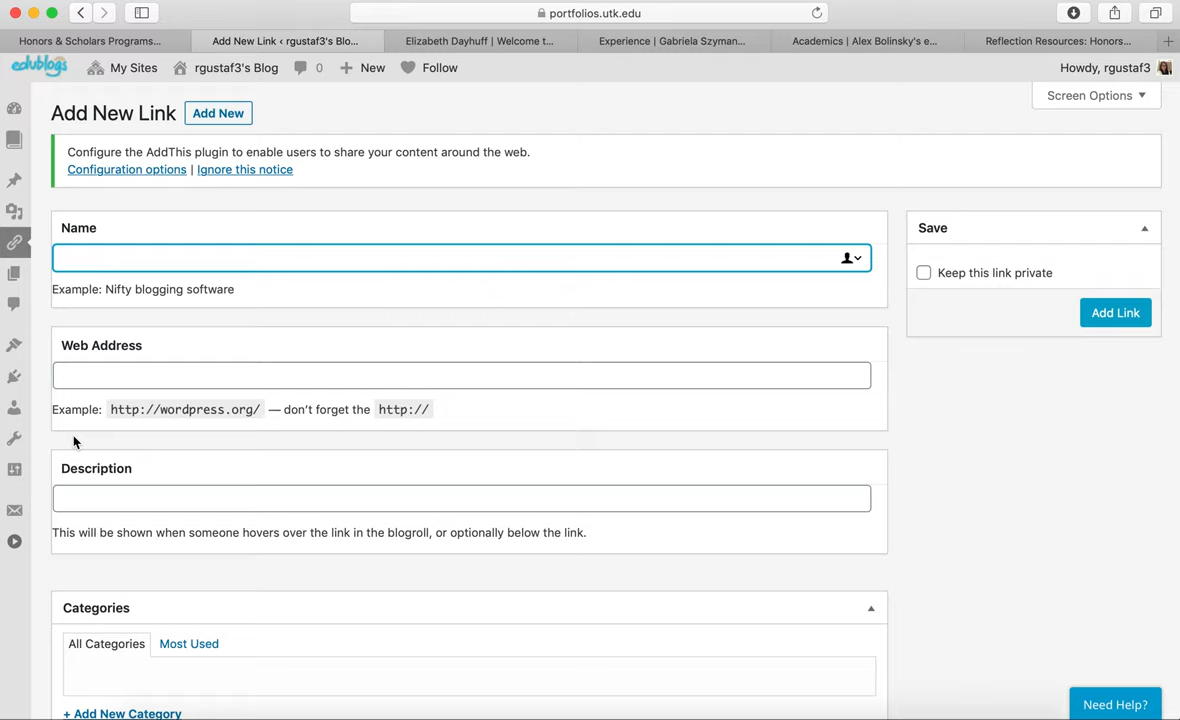 portfolios.utk.edu
Honors & Scholars Programs...
Add New Link ‹ rgustaf3's Blo...
Elizabeth Dayhuff | Welcome t...
Experience | Gabriela Szyman...
Academics | Alex Bolinsky's e...
Reflection Resources: Honors...
edublogs
My Sites
rgustaf3's Blog
0
New
Follow
Howdy, rgustaf3
Screen Options
Add New Link
Add New
Configure the AddThis plugin to enable users to share your content around the web.
Configuration options | Ignore this notice
Name
Example: Nifty blogging software
Save
Keep this link private
Add Link
Web Address
Example: http://wordpress.org/ — don't forget the http://
Description
This will be shown when someone hovers over the link in the blogroll, or optionally below the link.
Categories
All Categories
Most Used
+ Add New Category
Need Help?